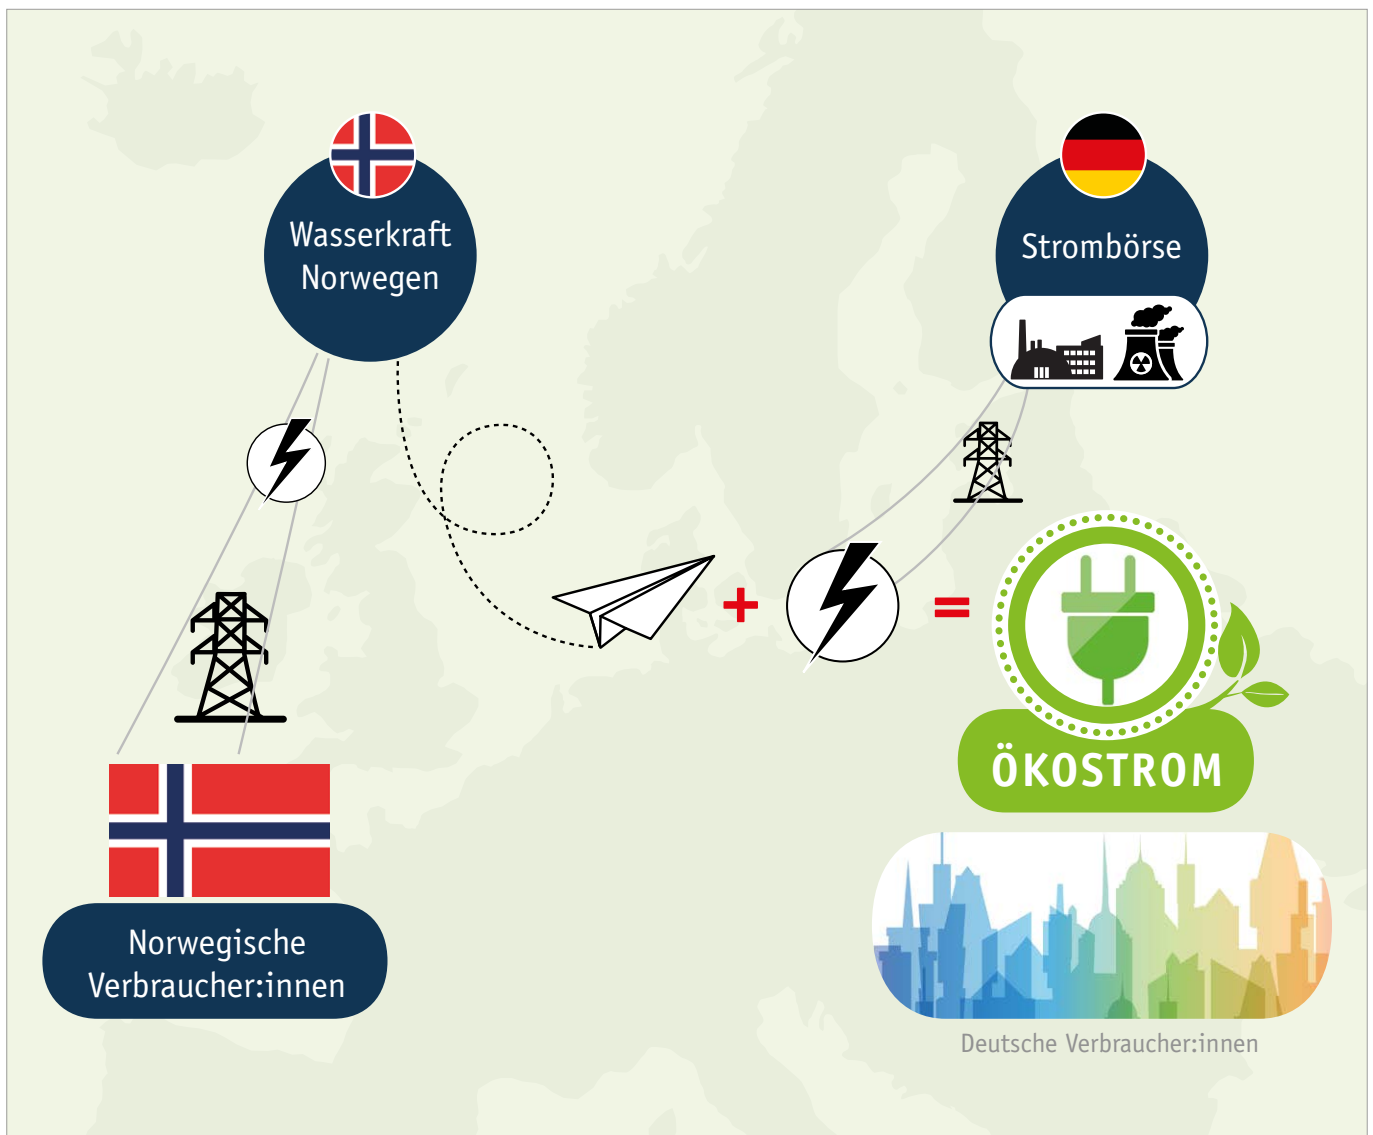 Wasserkraft
Norwegen
Strombörse
+
=
ÖKOSTROM
Norwegische
Verbraucher:innen
Deutsche Verbraucher:innen